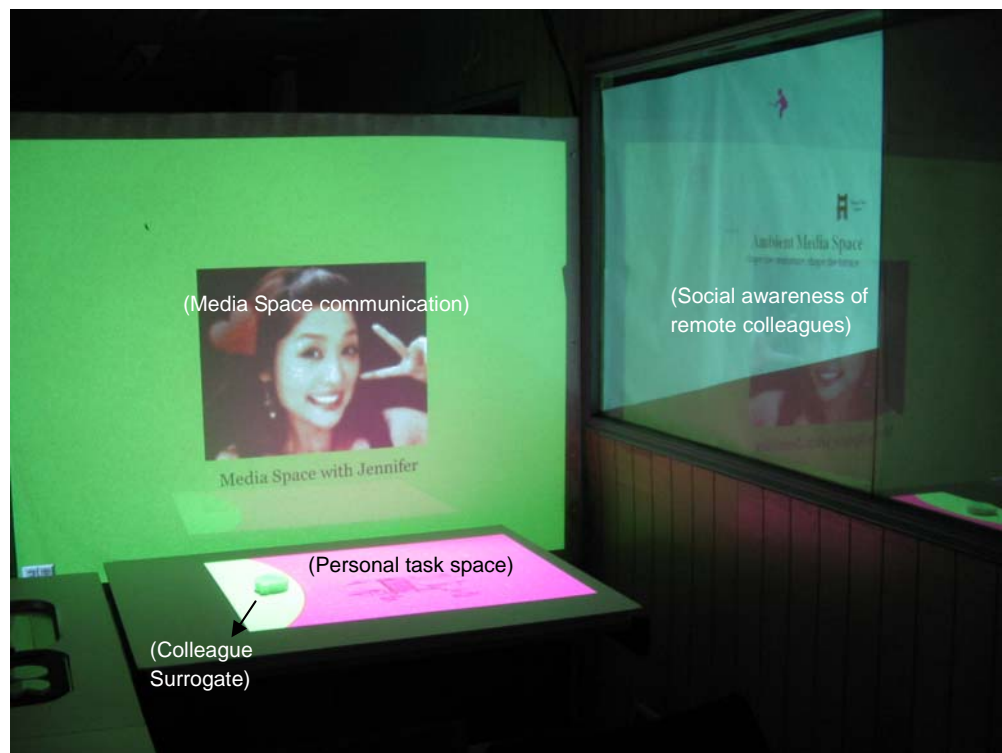 Ambient Media Space
(Media Space communication)
(Social awareness of
remote colleagues)
Media Space with Jennifer
(Personal task space)
(Colleague
Surrogate)